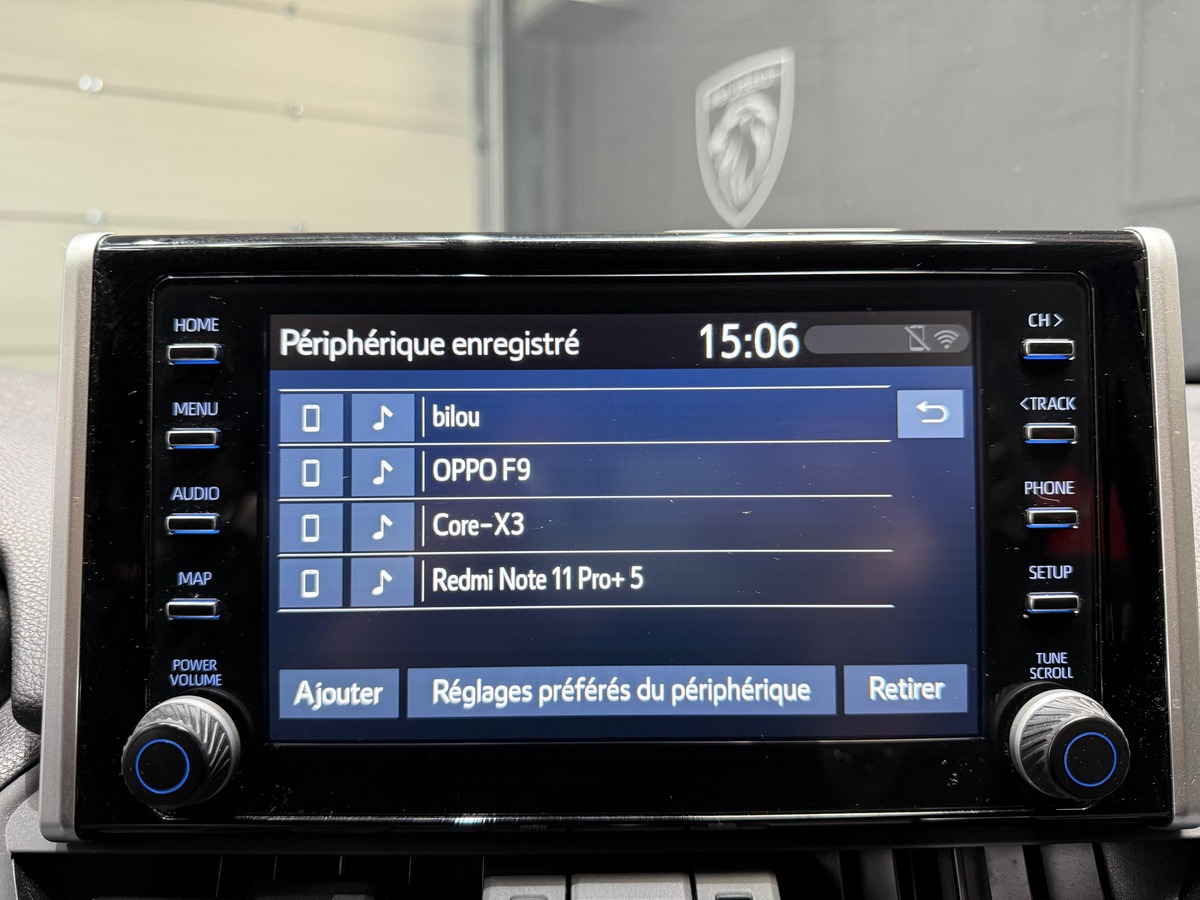 HOME
MENU
AUDIO
MAP
POWER
VOLUME
Périphérique enregistré 15:06
bilou
OPPO F9
Core-X3
Redmi Note 11 Pro+ 5
Ajouter Réglages préférés du périphérique Retirer
CH>
<TRACK
PHONE
SETUP
TUNE
SCROLL